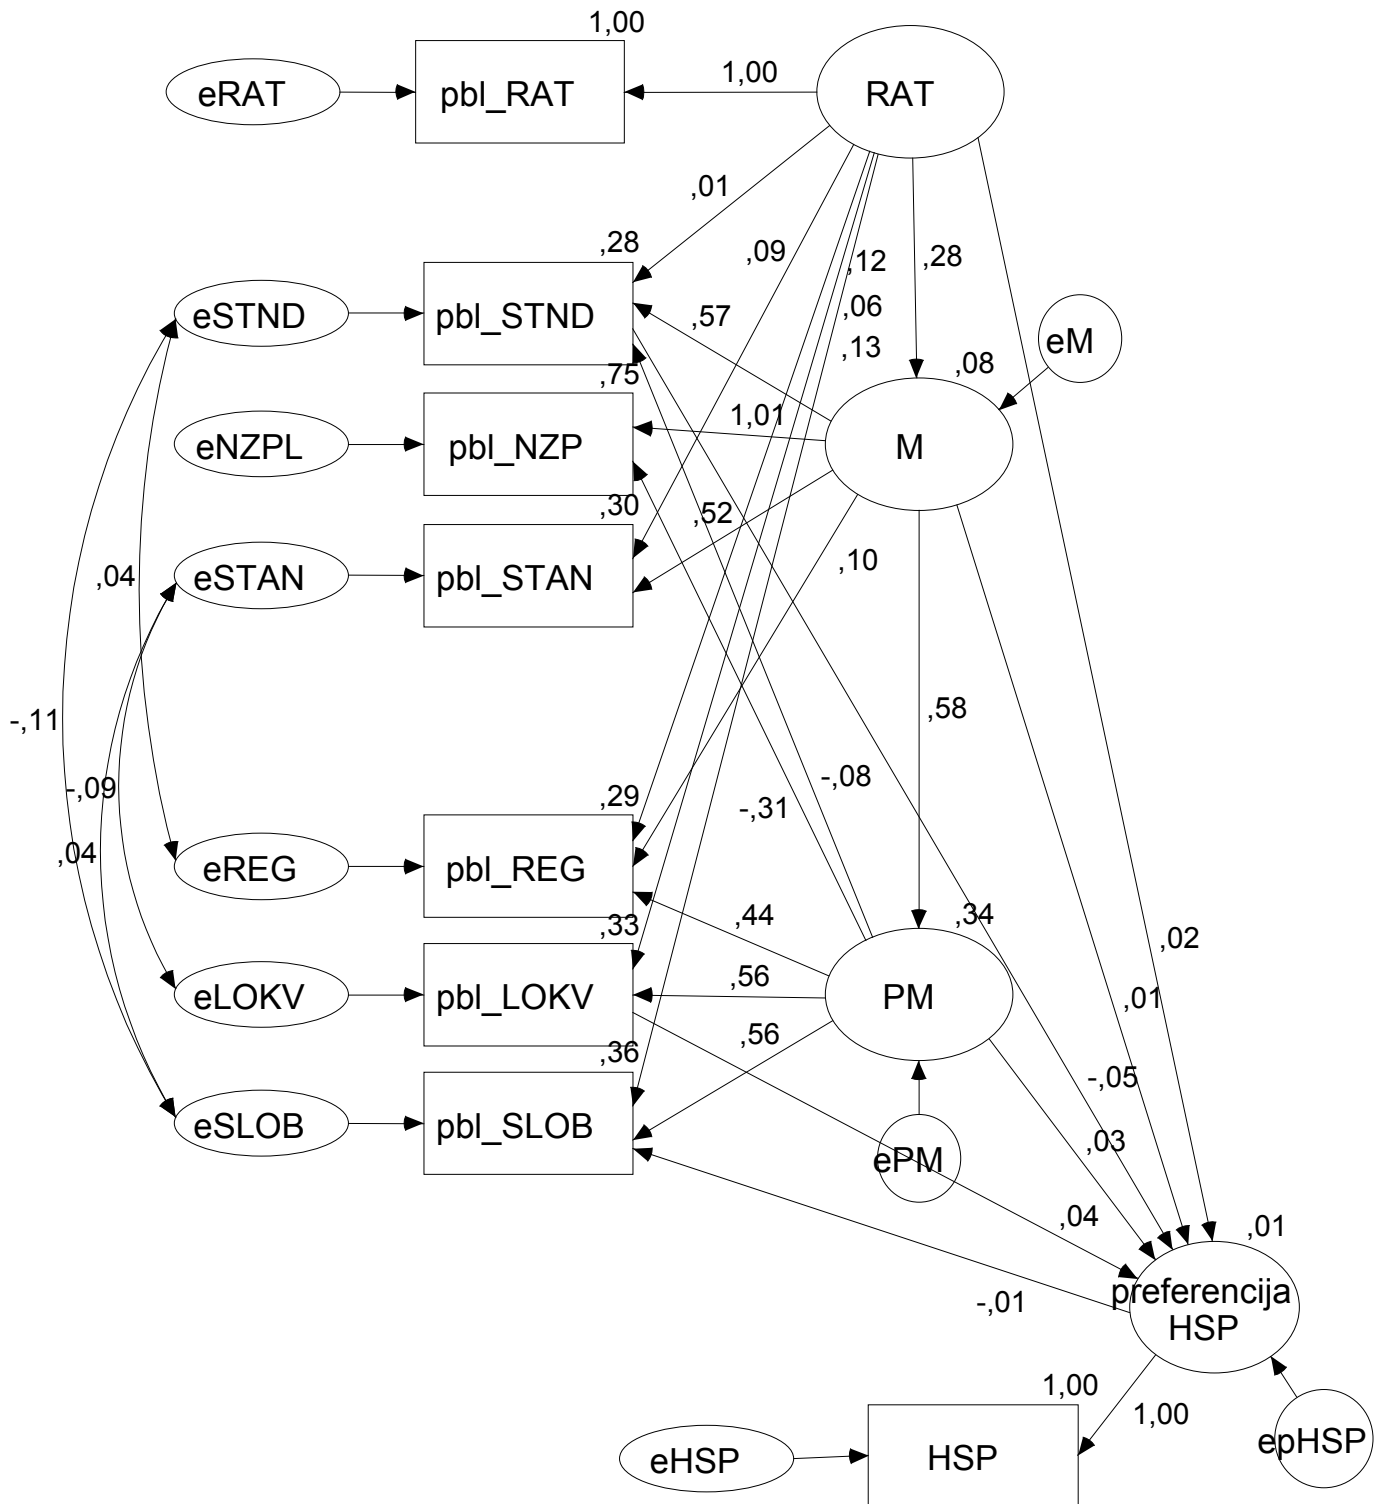 1,00
eRAT
pbl_RAT
1,00
RAT
,01
,28
,09
,12
,28
eSTND
pbl_STND
,57
,06
,13
eM
,08
,75
1,01
eNZPL
pbl_NZP
M
,30
,52
,10
,04
eSTAN
pbl_STAN
-,11
,58
-,09
,29
-,08
-,31
,04
eREG
pbl_REG
,33
,44
,34
,02
eLOKV
pbl_LOKV
,56
PM
,01
,36
,56
-,05
eSLOB
pbl_SLOB
,03
ePM
,04
,01
-,01
preferencija
HSP
1,00
1,00
eHSP
HSP
epHSP